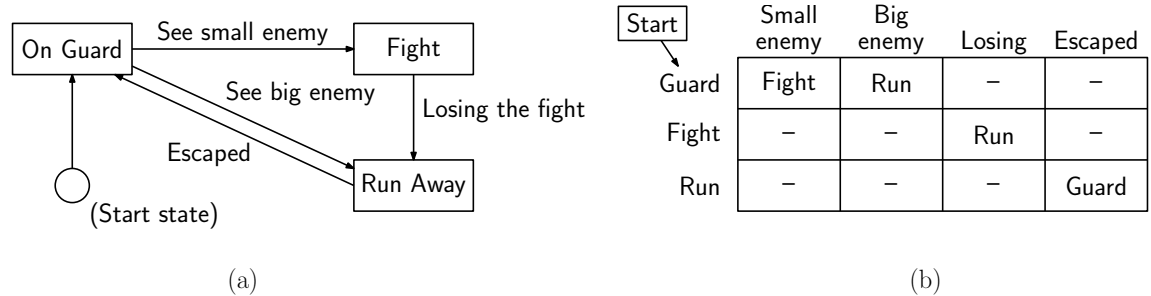 On Guard
See small enemy
Fight
See big enemy
Losing the fight
Escaped
Run Away
(Start state)
(a)
Start
Small enemy
Big enemy
Losing
Escaped
Guard
Fight
Run
–
–
Fight
–
–
Run
–
Run
–
–
–
Guard
(b)